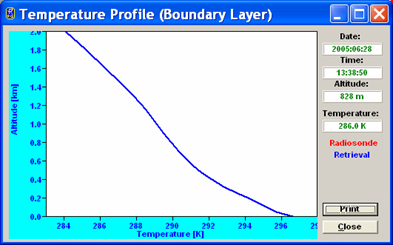 Temperature Profile (Boundary Layer)
Date:
2005:06:28
Time:
13:38:50
Altitude:
828 m
Temperature:
286.0 K
Radiosonde
Retrieval
Print
Close
Altitude [km]
2.0
1.8
1.6
1.4
1.2
1.0
0.8
0.6
0.4
0.2
0.0
284 286 288 290 292 294 296 29
Temperature [K]